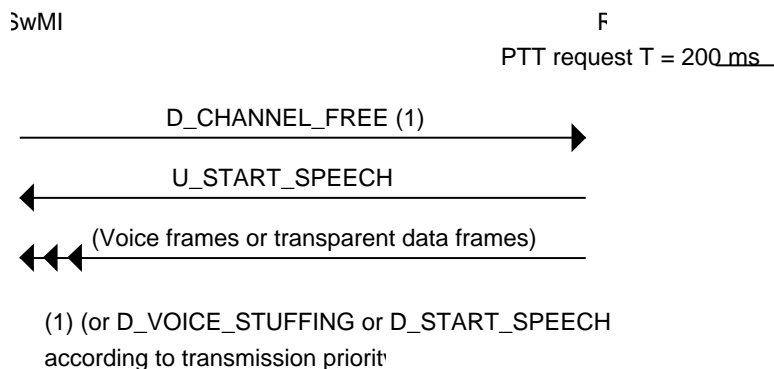 SwMI
PTT request T = 200 ms
D_CHANNEL_FREE (1)
U_START_SPEECH
(Voice frames or transparent data frames)
(1) (or D_VOICE_STUFFING or D_START_SPEECH
according to transmission priority